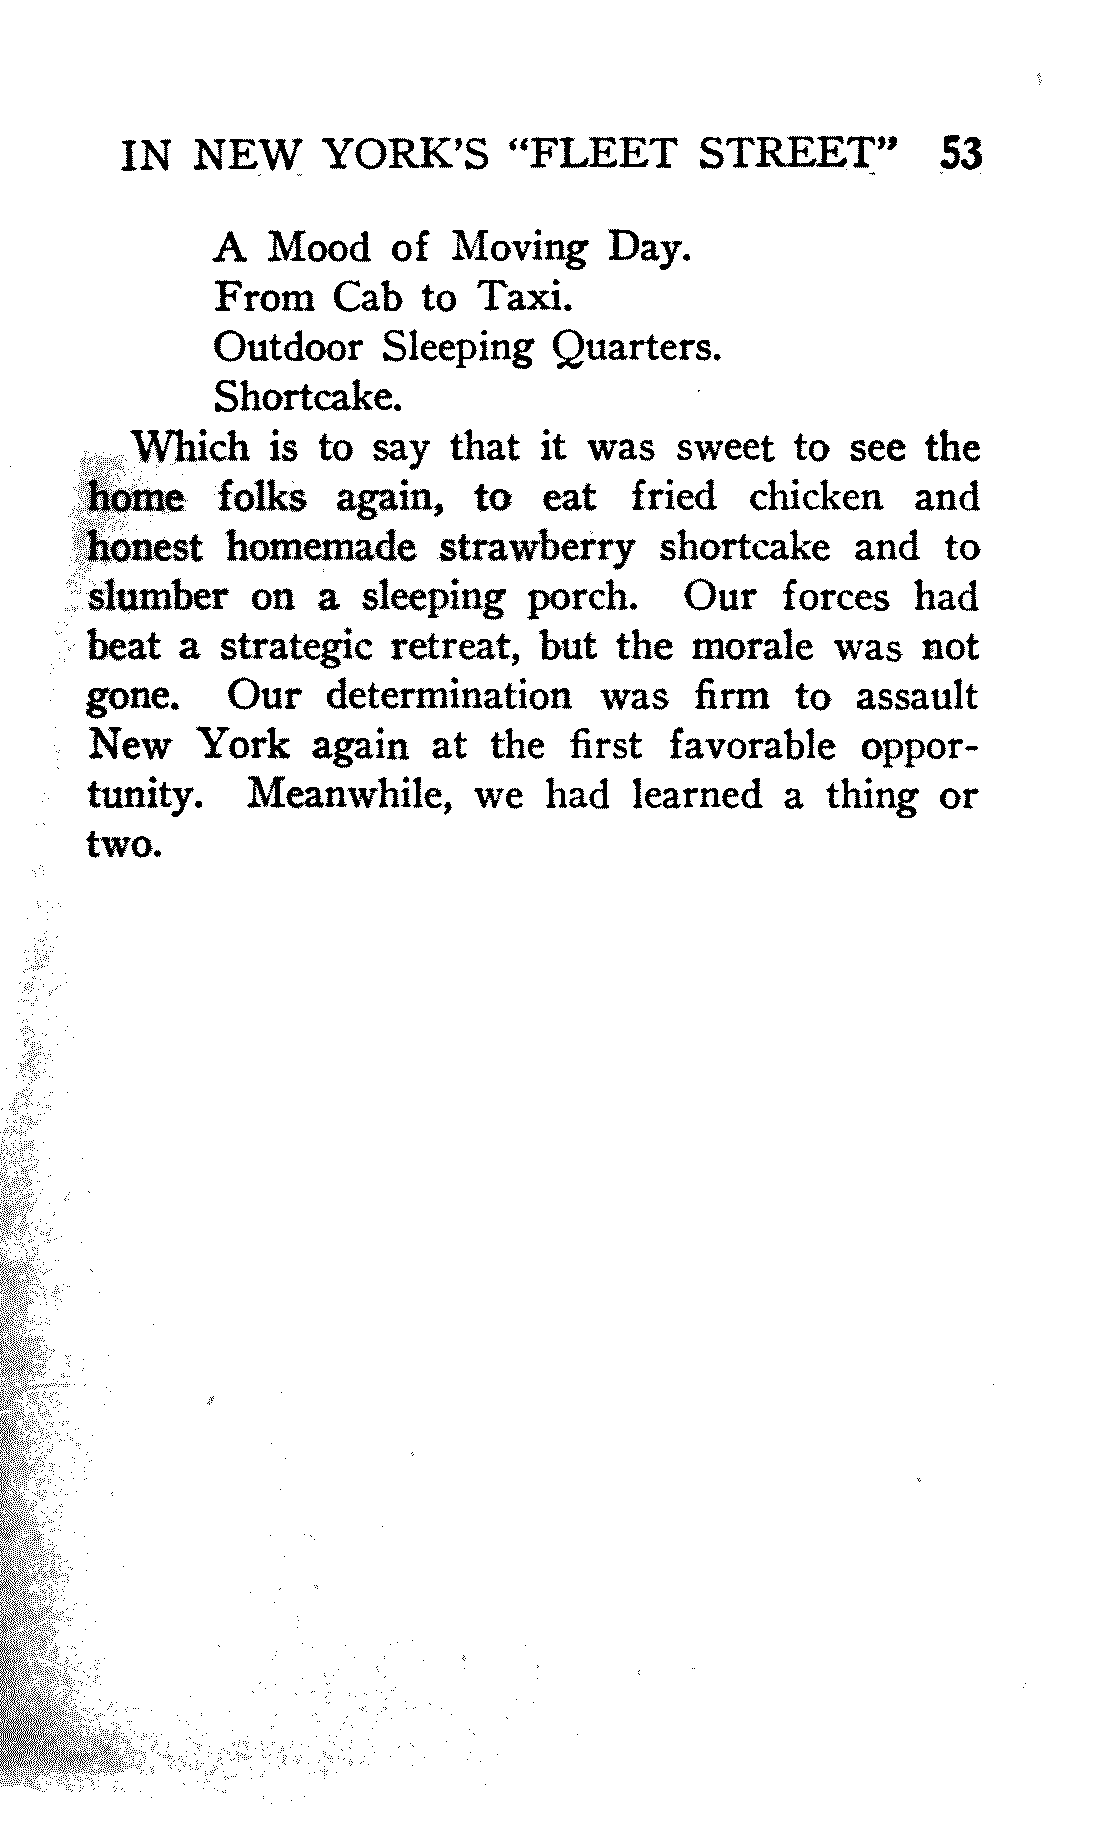 IN NEW YORK'S “FLEET STREET” 53
A Mood of Moving Day.
From Cab to Taxi.
Outdoor Sleeping Quarters.
Shortcake.
Which is to say that it was sweet to see the
home folks again, to eat fried chicken and
honest homemade strawberry shortcake and to
slumber on a sleeping porch. Our forces had
beat a strategic retreat, but the morale was not
gone. Our determination was firm to assault
New York again at the first favorable oppor-
tunity. Meanwhile, we had learned a thing or
two.